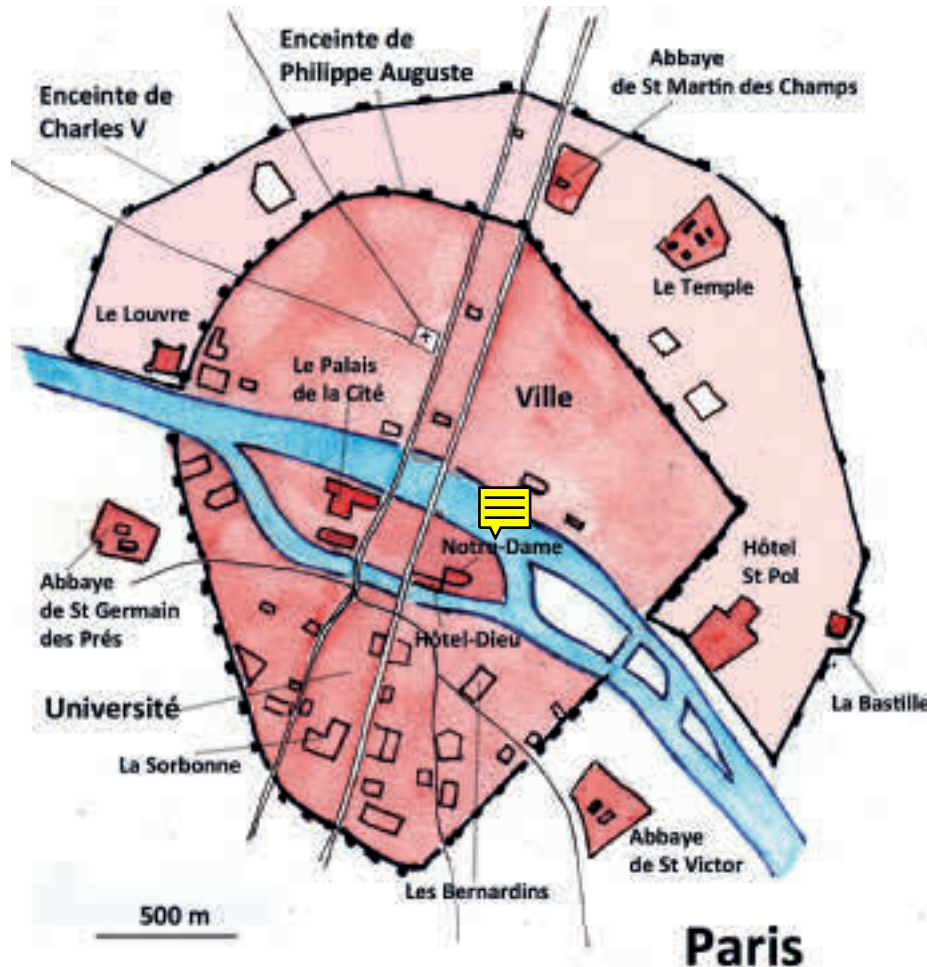 Enceinte de
Philippe Auguste
Abbaye
de St Martin des Champs
Enceinte de
Charles V
Le Temple
Le Louvre
Le Palais
de la Cité
Ville
Notre-Dame
Hôtel
St Pol
Abbaye
de St Germain
des Prés
Hôtel-Dieu
Université
La Bastille
La Sorbonne
Abbaye
de St Victor
Les Bernardins
500 m
Paris